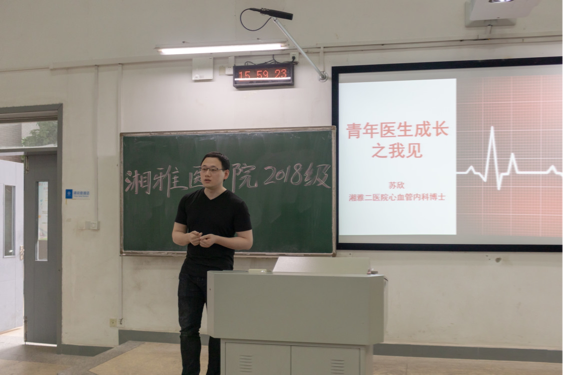 15:59 23
青年医生成长
之我见
苏欣
湘雅二医院心血管内科博士
湘雅医院2018级